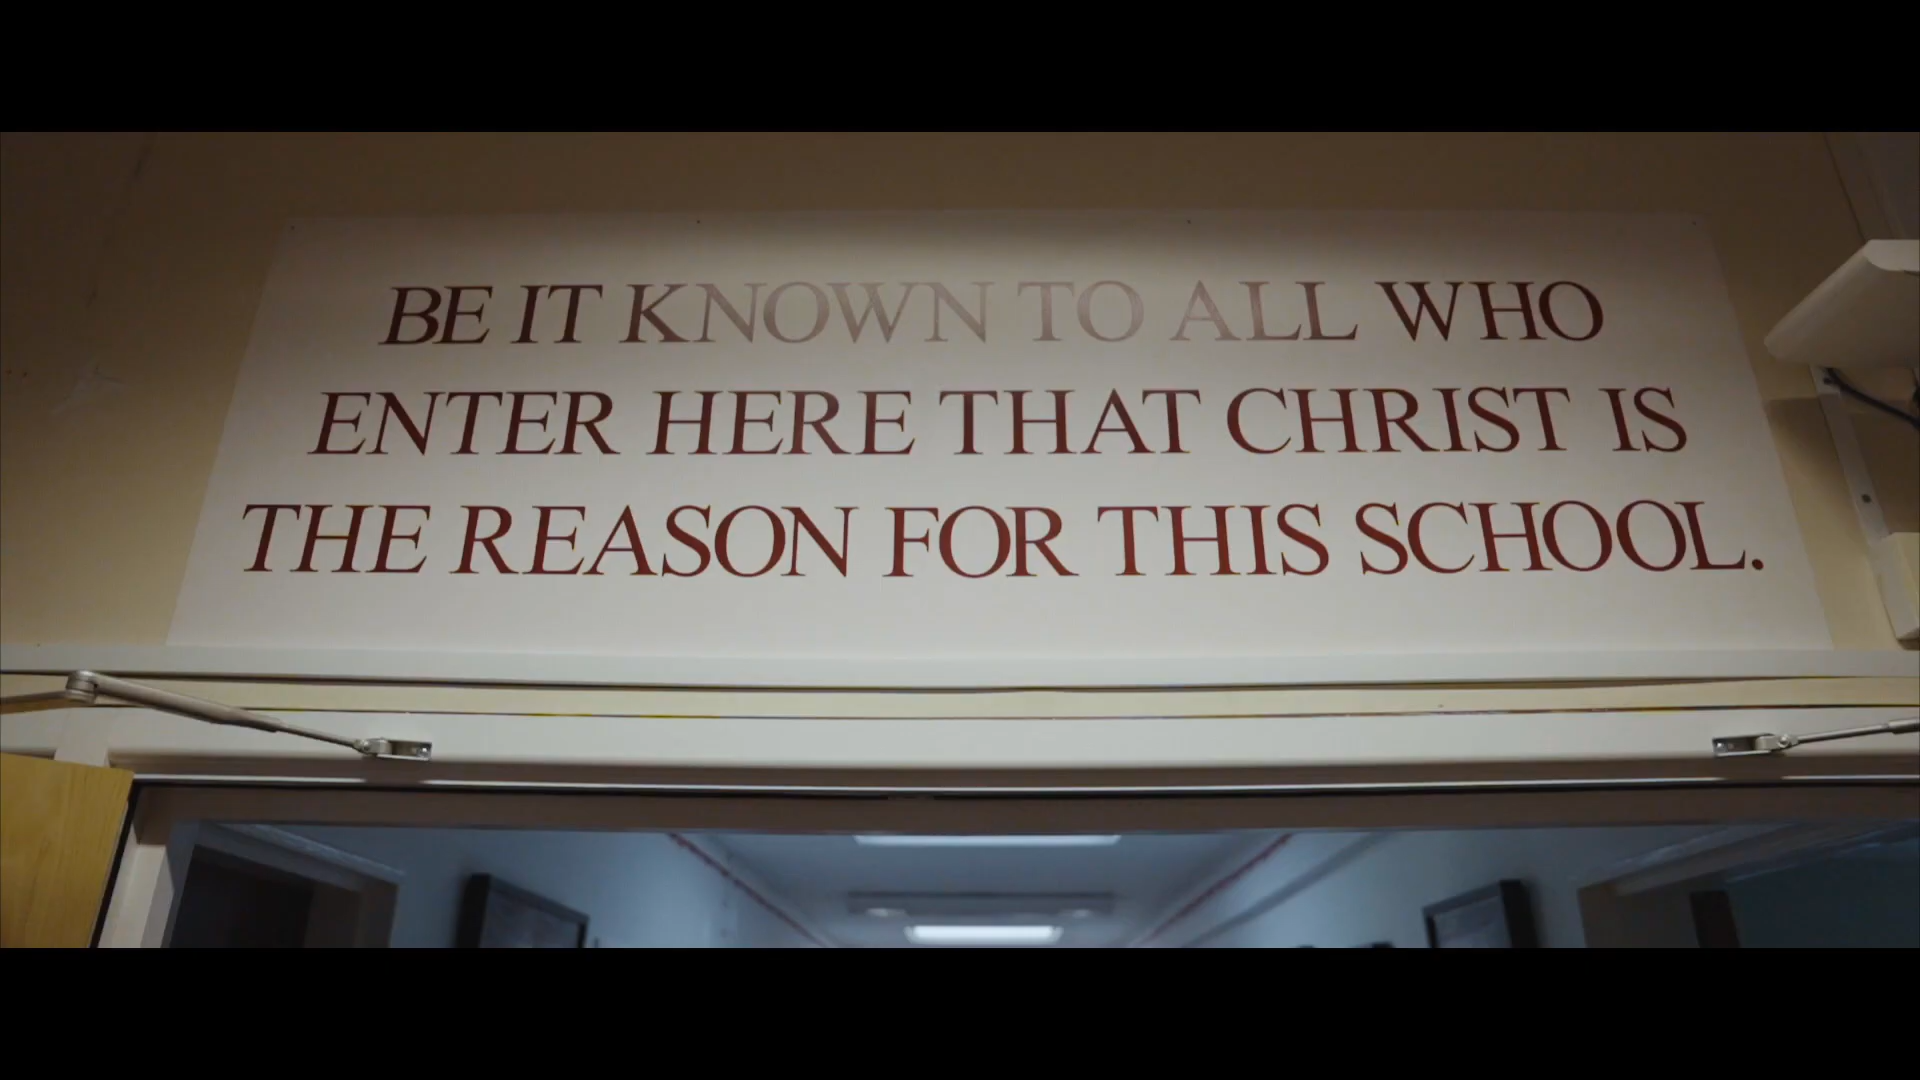 BE IT KNOWN TO ALL WHO
ENTER HERE THAT CHRIST IS
THE REASON FOR THIS SCHOOL.